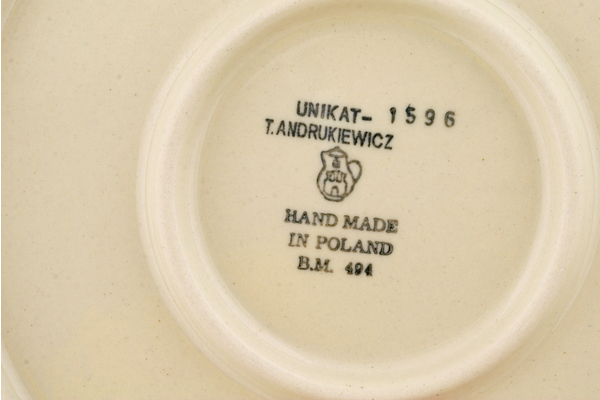 UNIKAT- 1596
T. ANDRUKIEWICZ
HAND MADE
IN POLAND
B.M. 494